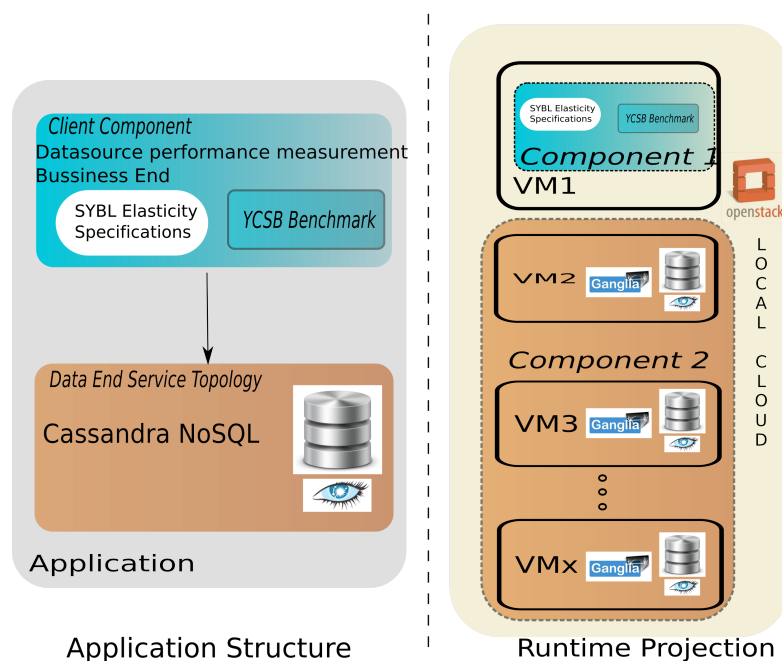 Client Component
Datasource performance measurement
Bussiness End
SYBL Elasticity
Specifications
YCSB Benchmark
Data End Service Topology
Cassandra NoSQL
Application
Application Structure
SYBL Elasticity
Specifications
YCSB Benchmark
Component 1
VM1
openstack
VM2
Ganglia
Component 2
VM3
Ganglia
VMx
Ganglia
LOCAL CLOUD
Runtime Projection